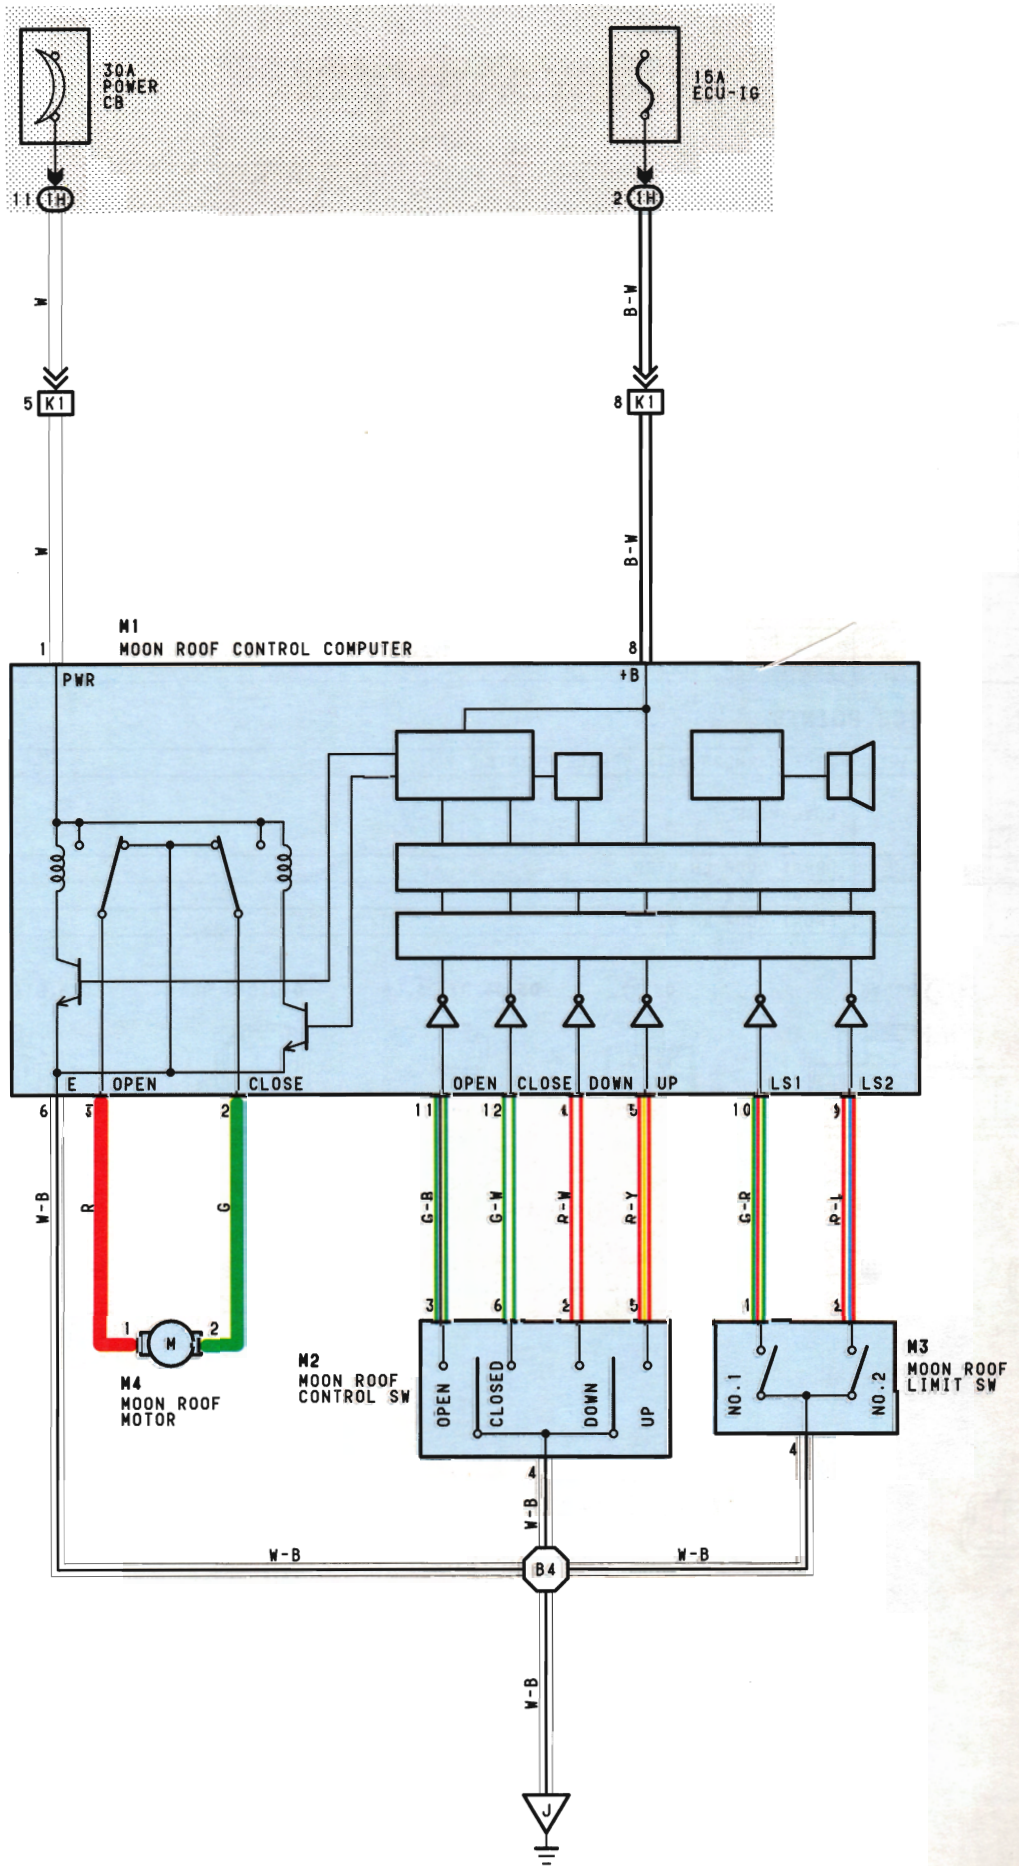 30A
POWER
CB
15A
ECU-IG
11 1H
2 1H
W
B-W
5 K1
8 K1
W
B-W
M1
MOON ROOF CONTROL COMPUTER
1
8
PWR
+B
E OPEN CLOSE OPEN CLOSE DOWN UP LS1 LS2
6 3 2 11 12 4 5 10 9
W-B R G G-B G-W R-W R-Y G-R R-L
3 6 2 5 1
1 M 2
M4
MOON ROOF
MOTOR
M2
MOON ROOF
CONTROL SW
OPEN CLOSED DOWN UP
NO.1 NO.2
M3
MOON ROOF
LIMIT SW
4
4
W-B
W-B
W-B
B4
W-B
J